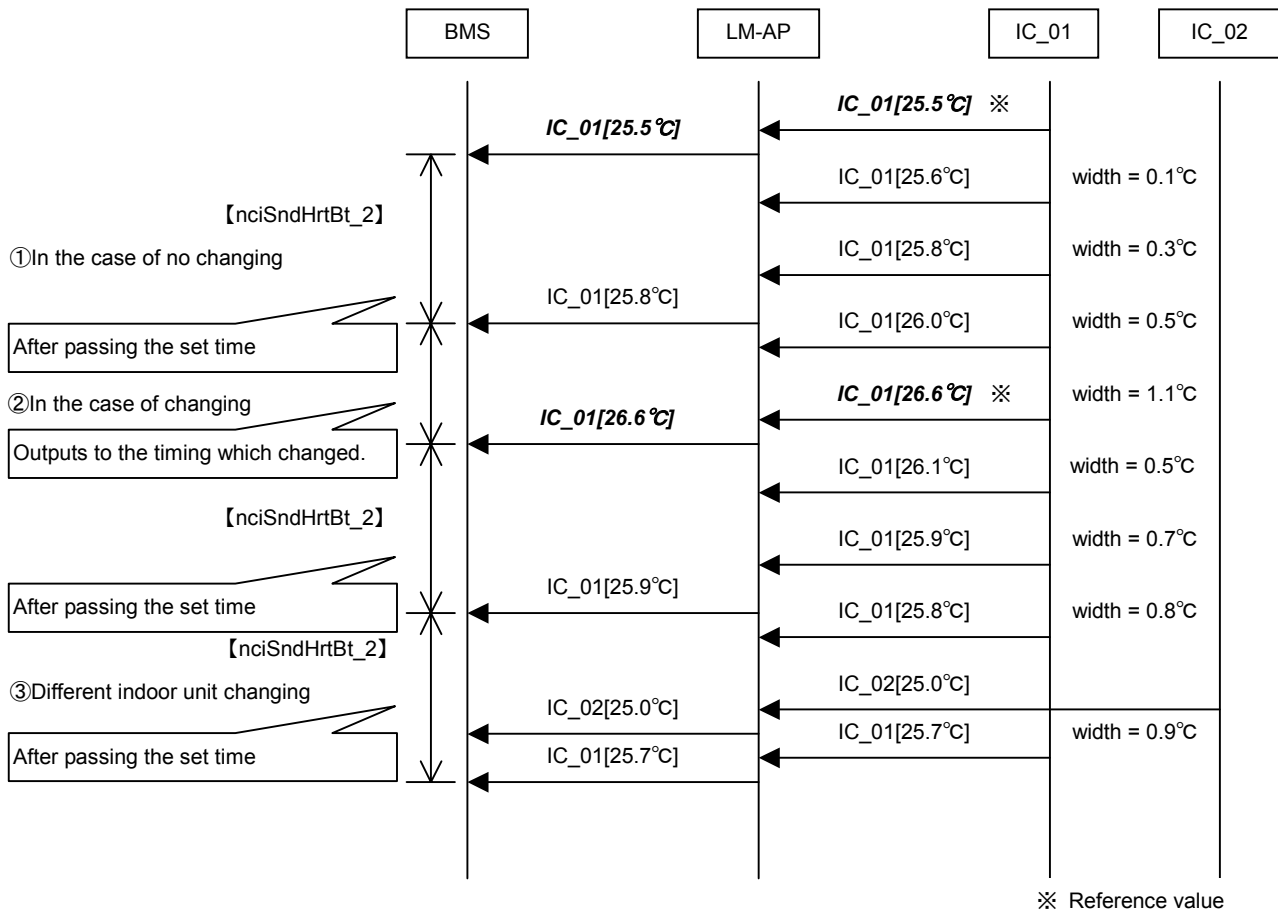 BMS LM-AP IC_01 IC_02
IC_01[25.5℃] ※
IC_01[25.5℃]
IC_01[25.6℃] width = 0.1℃
【nciSndHrtBt_2】
①In the case of no changing
IC_01[25.8℃] width = 0.3℃
IC_01[25.8℃]
IC_01[26.0℃] width = 0.5℃
After passing the set time
IC_01[26.6℃] ※ width = 1.1℃
②In the case of changing
IC_01[26.6℃]
Outputs to the timing which changed.
IC_01[26.1℃] width = 0.5℃
【nciSndHrtBt_2】
IC_01[25.9℃] width = 0.7℃
IC_01[25.9℃]
After passing the set time
IC_01[25.8℃] width = 0.8℃
【nciSndHrtBt_2】
③Different indoor unit changing
IC_02[25.0℃]
IC_02[25.0℃]
IC_01[25.7℃] width = 0.9℃
After passing the set time
IC_01[25.7℃]
※ Reference value